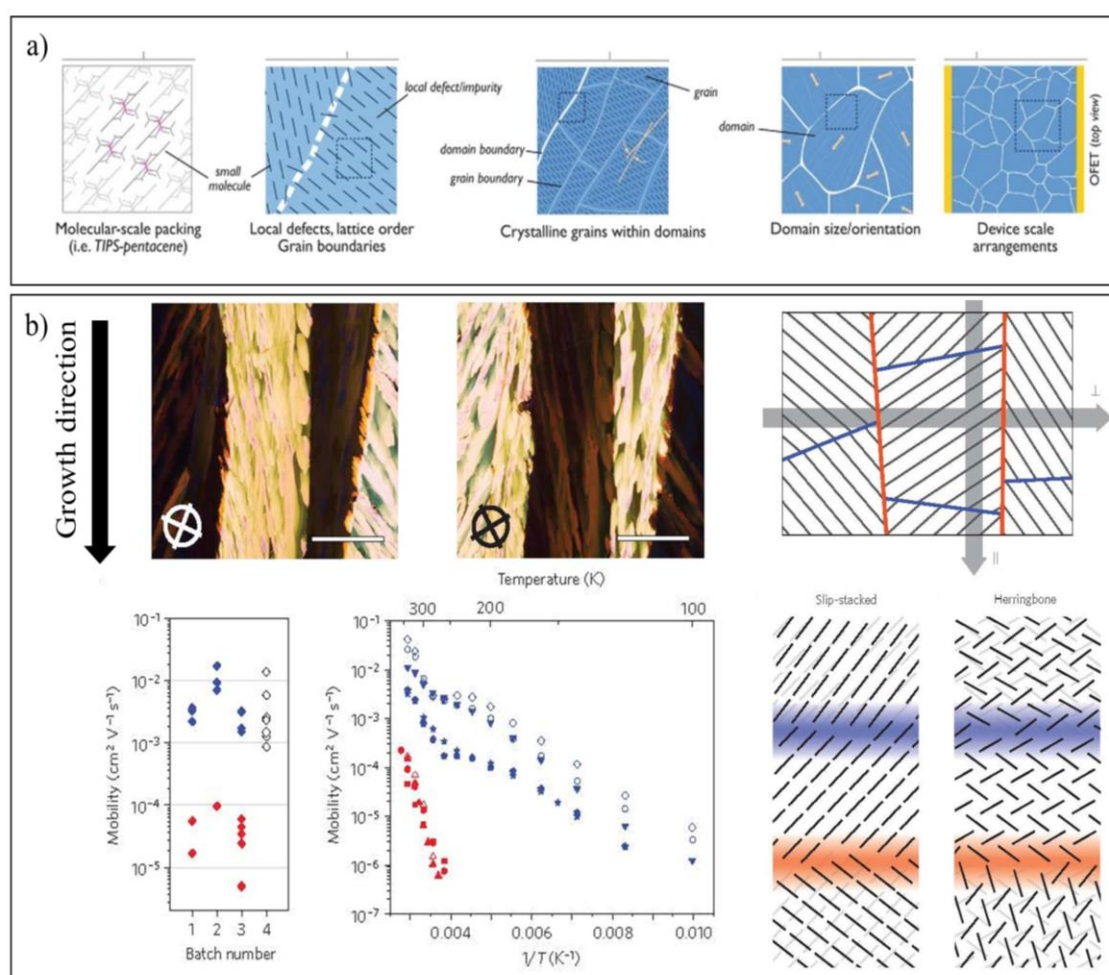 a)
local defect/impurity
small
molecule
Molecular-scale packing
(i.e. TIPS-pentacene)
Local defects, lattice order
Grain boundaries
grain
domain boundary
grain boundary
Crystalline grains within domains
domain
Domain size/orientation
OFET (top view)
Device scale
arrangements
b)
Growth direction
⊥
||
Temperature (K)
300
200
100
Mobility (cm² V⁻¹ s⁻¹)
10⁻¹
10⁻²
10⁻³
10⁻⁴
10⁻⁵
1 2 3 4
Batch number
Mobility (cm² V⁻¹ s⁻¹)
10⁻¹
10⁻²
10⁻³
10⁻⁴
10⁻⁵
10⁻⁶
10⁻⁷
0.004 0.006 0.008 0.010
1/T (K⁻¹)
Slip-stacked
Herringbone